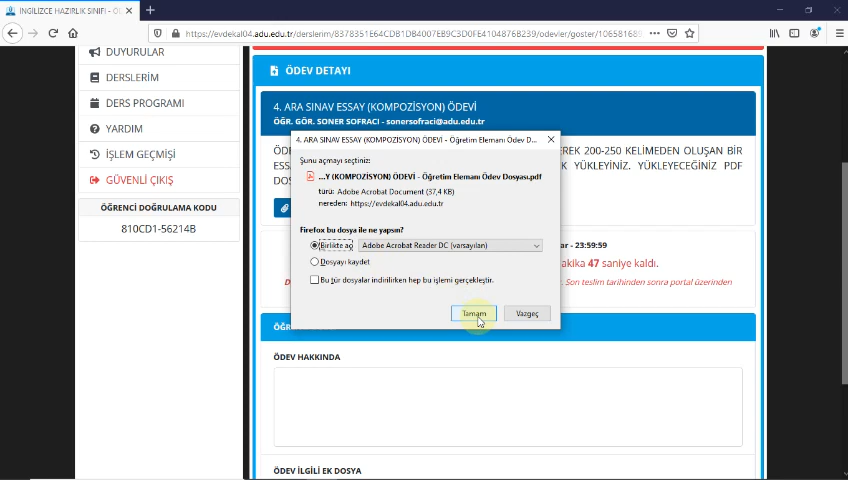 İNGİLİZCE HAZIRLIK SINIFI - Ö
https://evdekal04.adu.edu.tr/derslerim/8378351E64CDB1DB4007EB9C3D0FE4104876B239/odevler/goster/10658168
DUYURULAR
DERSLERİM
DERS PROGRAMI
YARDIM
İŞLEM GEÇMİŞİ
GÜVENLİ ÇIKIŞ
ÖĞRENCİ DOĞRULAMA KODU
810CD1-56214B
ÖDEV DETAYI
4. ARA SINAV ESSAY (KOMPOZİSYON) ÖDEVİ
ÖĞR. GÖR. SONER SOFRACI - sonersofraci@adu.edu.tr
EREK 200-250 KELİMEDEN OLUŞAN BİR
K YÜKLEYİNİZ. YÜKLEYECEĞİNİZ PDF
4. ARA SINAV ESSAY (KOMPOZİSYON) ÖDEVİ - Öğretim Elemanı Ödev D...
Şunu açmayı seçtiniz:
...Y (KOMPOZİSYON) ÖDEVİ - Öğretim Elemanı Ödev Dosyası.pdf
türü: Adobe Acrobat Document (37,4 KB)
nereden: https://evdekal04.adu.edu.tr
Firefox bu dosya ile ne yapsın?
Birlikte aç Adobe Acrobat Reader DC (varsayılan)
Dosyayı kaydet
Bu tür dosyalar indirilirken hep bu işlemi gerçekleştir.
Tamam Vazgeç
ar - 23:59:59
akika 47 saniye kaldı.
. Son teslim tarihinden sonra portal üzerinden
ÖDEV HAKKINDA
ÖDEV İLGİLİ EK DOSYA